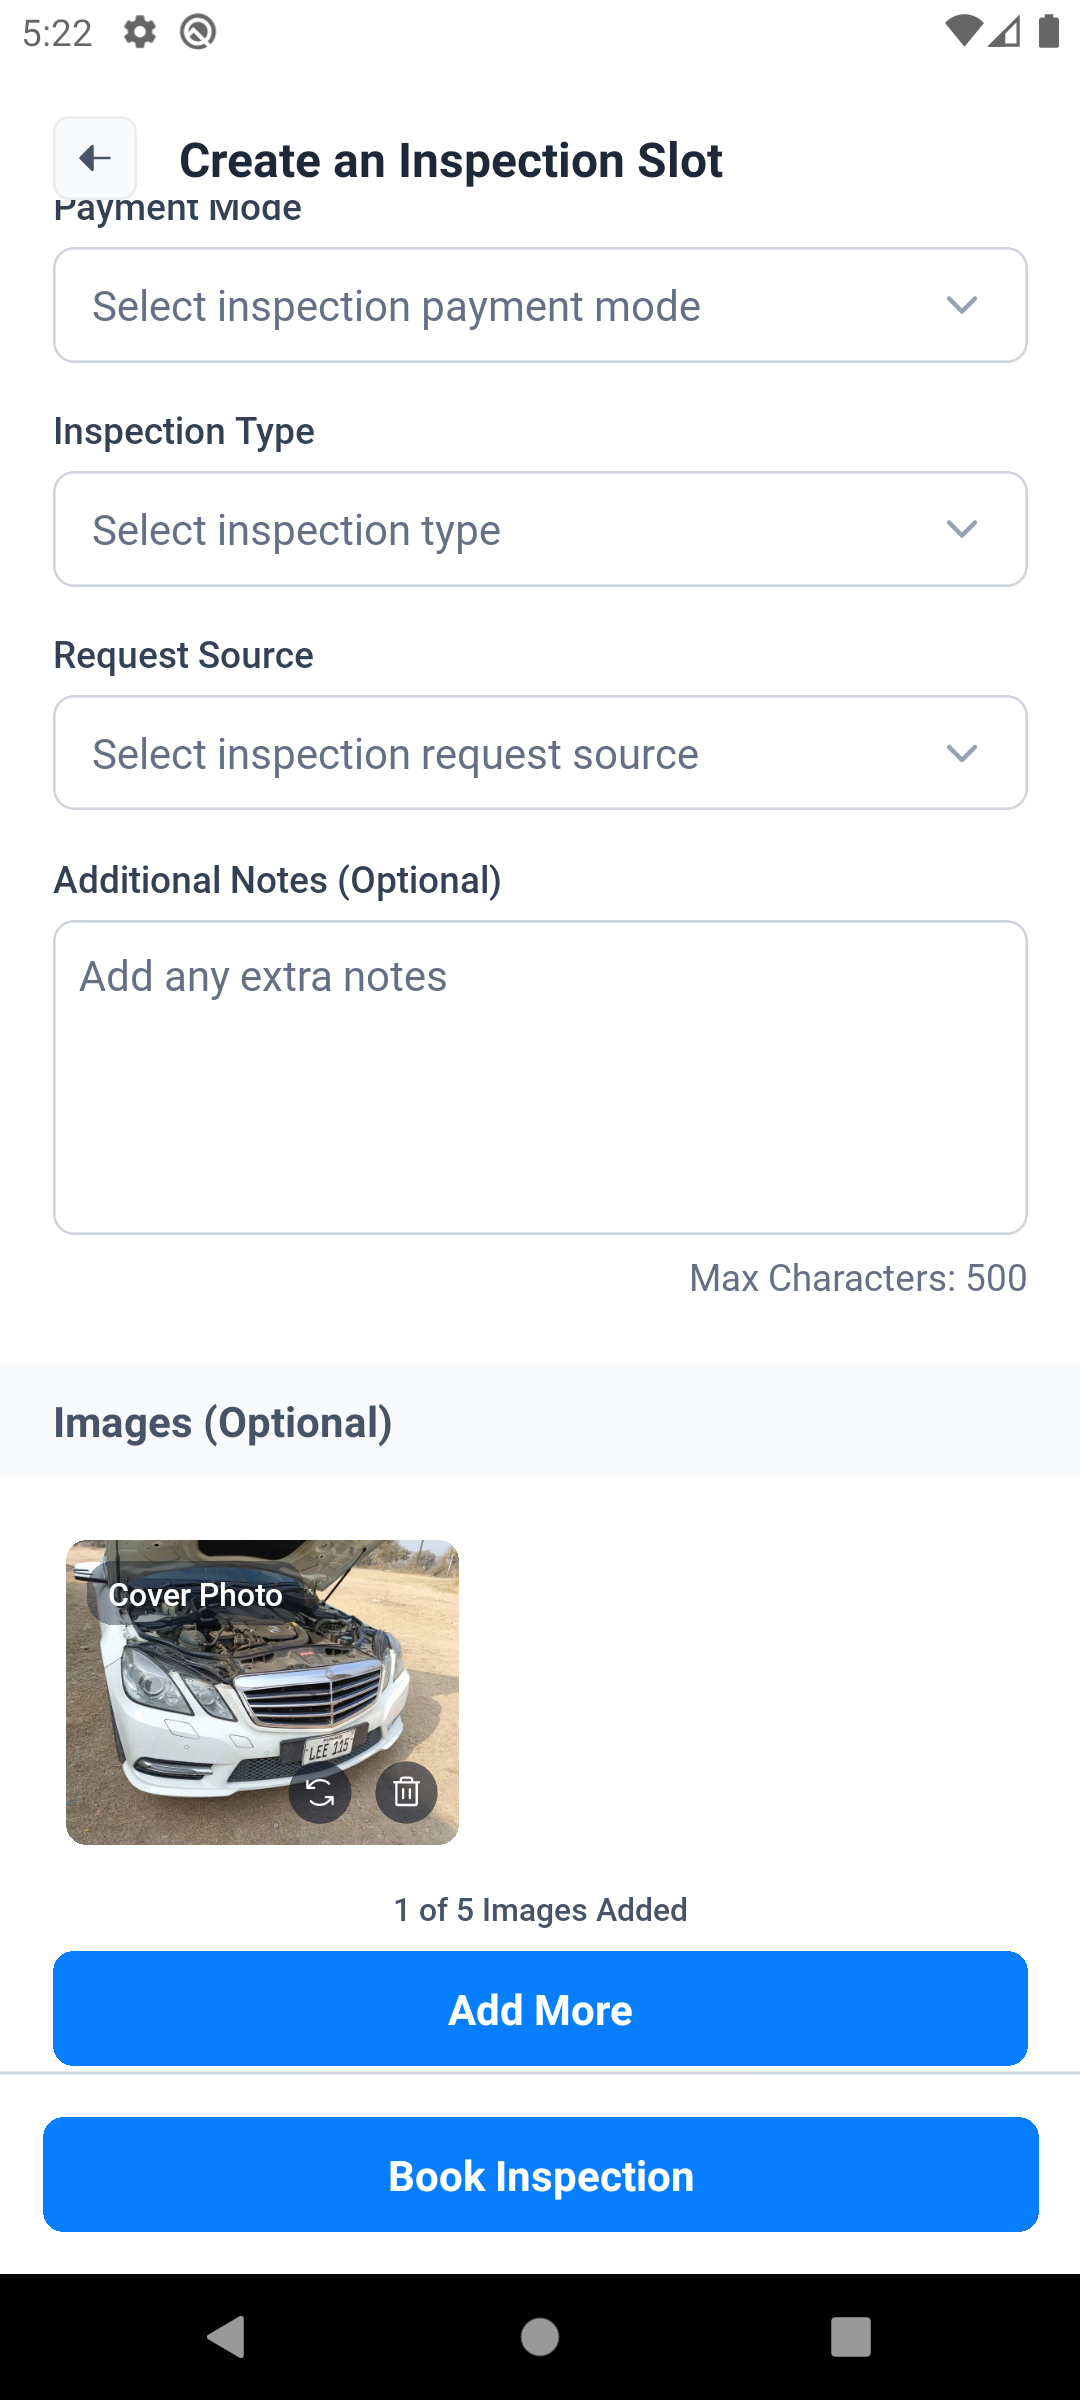 5:22
Create an Inspection Slot
Payment Mode
Select inspection payment mode
Inspection Type
Select inspection type
Request Source
Select inspection request source
Additional Notes (Optional)
Add any extra notes
Max Characters: 500
Images (Optional)
Cover Photo
LEE 115
1 of 5 Images Added
Add More
Book Inspection